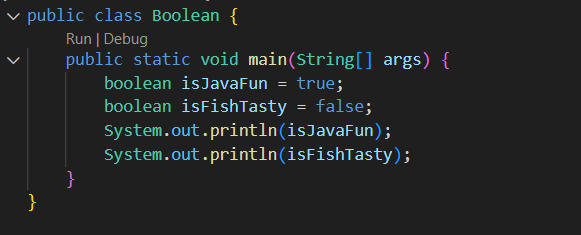 public class Boolean {
Run | Debug
public static void main(String[] args) {
boolean isJavaFun = true;
boolean isFishTasty = false;
System.out.println(isJavaFun);
System.out.println(isFishTasty);
}
}